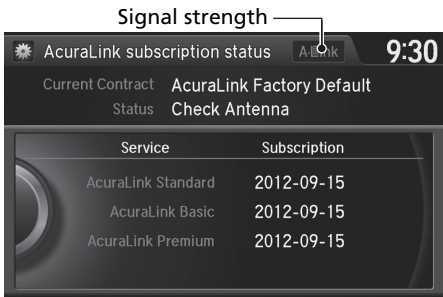 Signal strength
AcuraLink subscription status A-Link 9:30
Current Contract AcuraLink Factory Default
Status Check Antenna
Service Subscription
AcuraLink Standard 2012-09-15
AcuraLink Basic 2012-09-15
AcuraLink Premium 2012-09-15